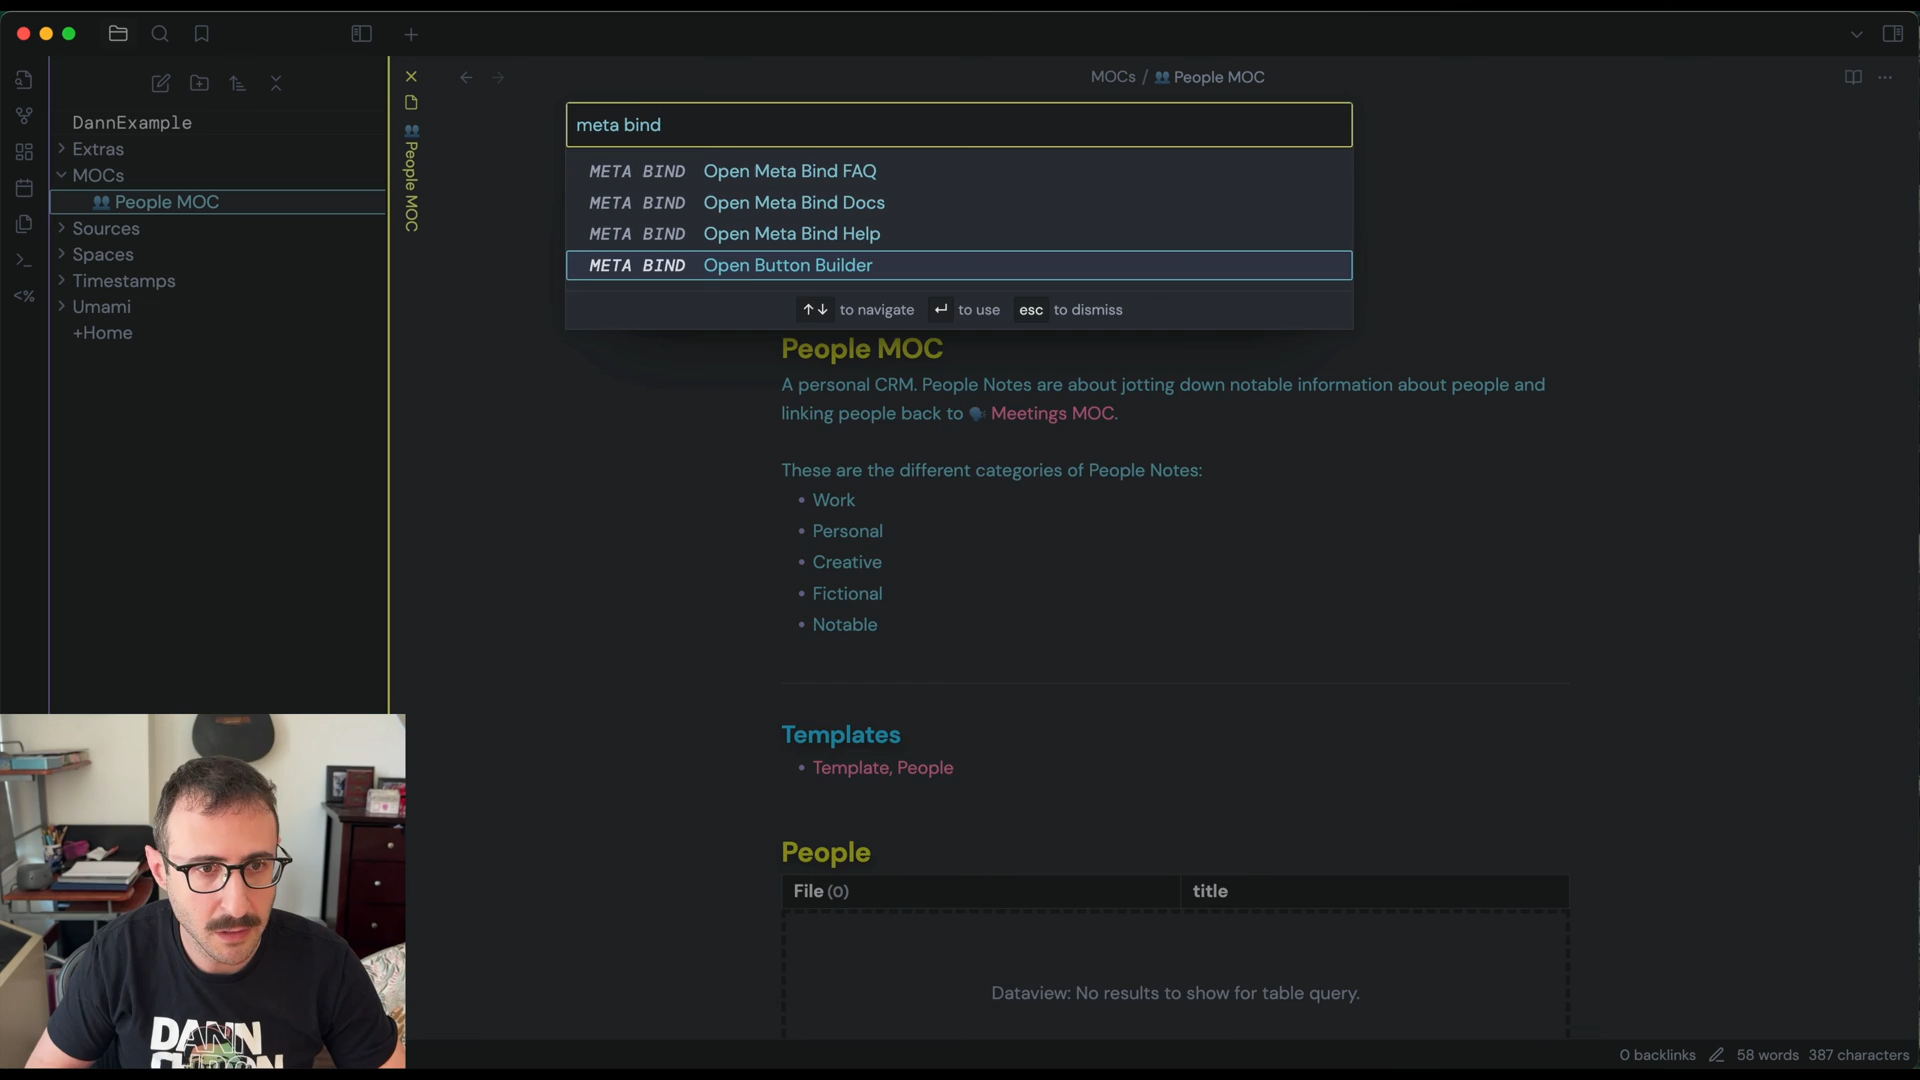 MOCs / People MOC
DannExample
Extras
MOCs
People MOC
Sources
Spaces
Timestamps
Umami
+Home
People MOC
meta bind
META BIND Open Meta Bind FAQ
META BIND Open Meta Bind Docs
META BIND Open Meta Bind Help
META BIND Open Button Builder
↑↓ to navigate ↵ to use esc to dismiss
People MOC
A personal CRM. People Notes are about jotting down notable information about people and
linking people back to Meetings MOC.
These are the different categories of People Notes:
• Work
• Personal
• Creative
• Fictional
• Notable
Templates
• Template, People
People
File (0) title
Dataview: No results to show for table query.
DANN
0 backlinks 58 words 387 characters